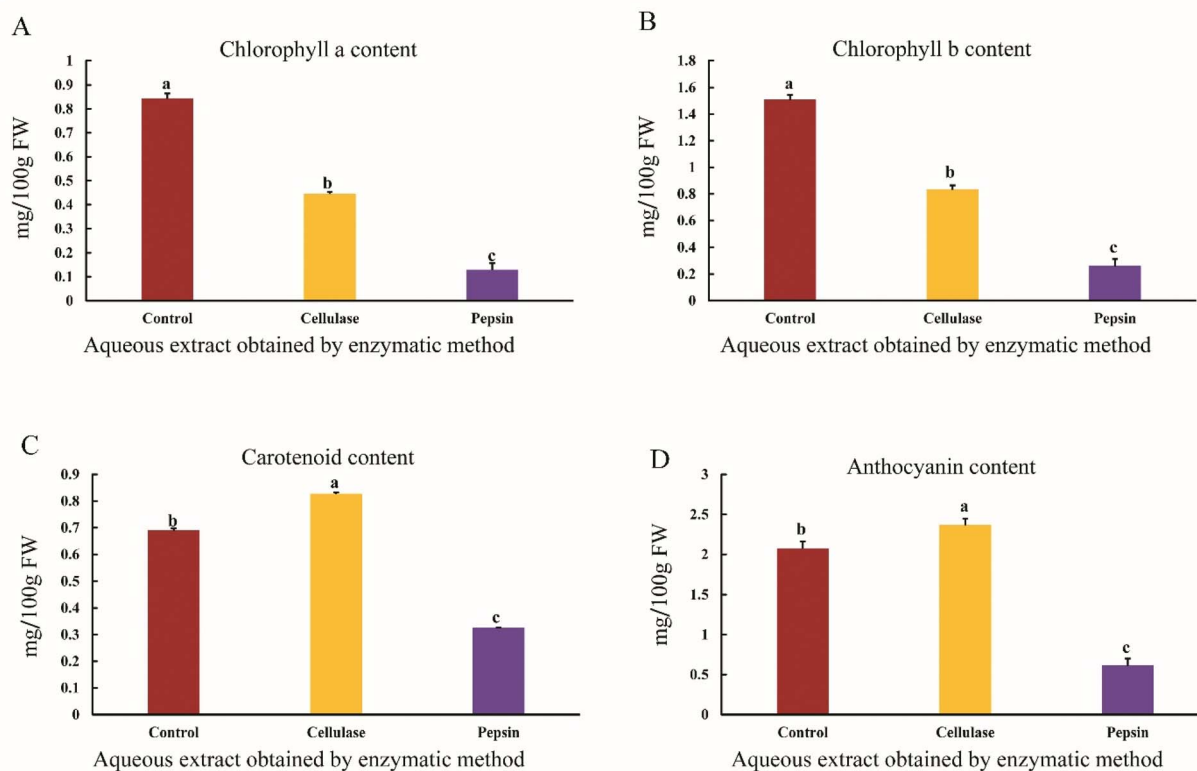 A
Chlorophyll a content
mg/100g FW
1
0.9
0.8
0.7
0.6
0.5
0.4
0.3
0.2
0.1
0
a
b
c
Control Cellulase Pepsin
Aqueous extract obtained by enzymatic method
B
Chlorophyll b content
mg/100g FW
1.8
1.6
1.4
1.2
1
0.8
0.6
0.4
0.2
0
a
b
c
Control Cellulase Pepsin
Aqueous extract obtained by enzymatic method
C
Carotenoid content
mg/100g FW
0.9
0.8
0.7
0.6
0.5
0.4
0.3
0.2
0.1
0
b
a
c
Control Cellulase Pepsin
Aqueous extract obtained by enzymatic method
D
Anthocyanin content
mg/100g FW
3
2.5
2
1.5
1
0.5
0
b
a
c
Control Cellulase Pepsin
Aqueous extract obtained by enzymatic method